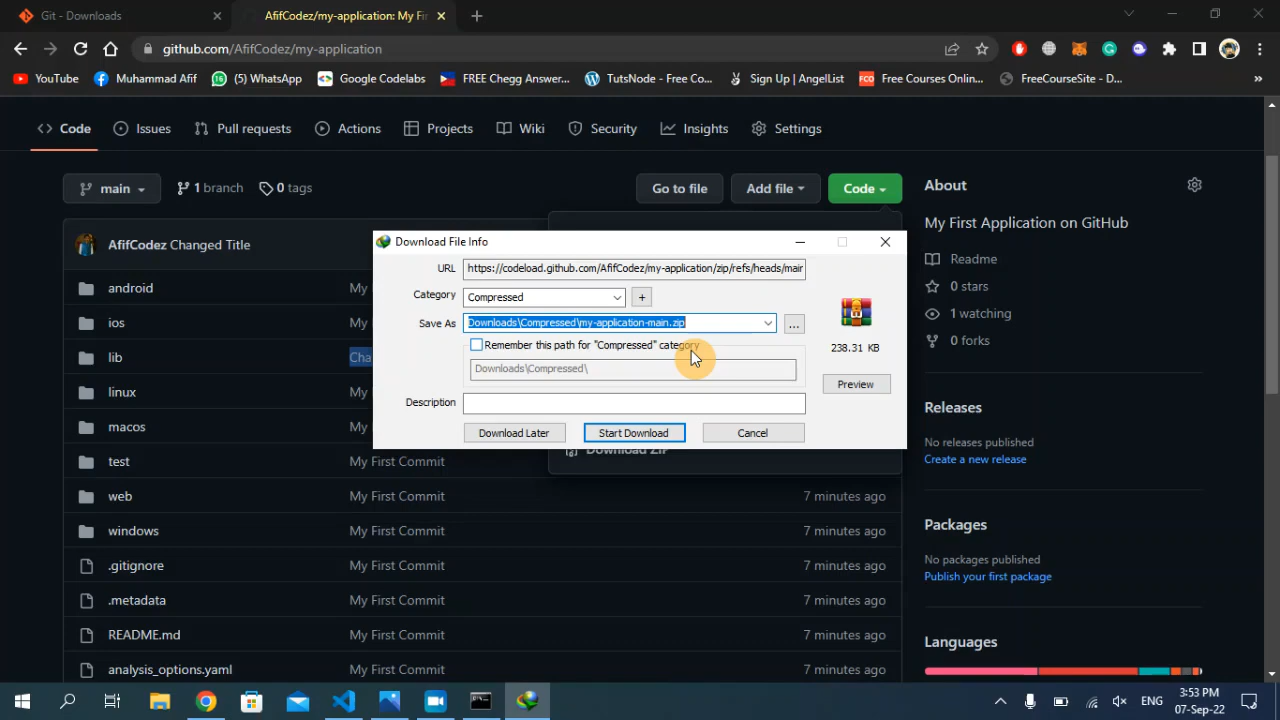 Git - Downloads
AfifCodez/my-application: My Fir
github.com/AfifCodez/my-application
YouTube
Muhammad Afif
(5) WhatsApp
Google Codelabs
FREE Chegg Answer...
TutsNode - Free Co...
Sign Up | AngelList
FCO
Free Courses Onlin...
FreeCourseSite - D...
»
Code
Issues
Pull requests
Actions
Projects
Wiki
Security
Insights
Settings
main
1 branch
0 tags
Go to file
Add file
Code
AfifCodez Changed Title
android
My
ios
My
lib
Cha
linux
My
macos
My
test
My First Commit
web
My First Commit
7 minutes ago
windows
My First Commit
7 minutes ago
.gitignore
My First Commit
7 minutes ago
.metadata
My First Commit
7 minutes ago
README.md
My First Commit
7 minutes ago
analysis_options.yaml
My First Commit
7 minutes ago
Download File Info
URL
https://codeload.github.com/AfifCodez/my-application/zip/refs/heads/main
Category
Compressed
+
Save As
Downloads\Compressed\my-application-main.zip
...
Remember this path for "Compressed" category
Downloads\Compressed\
Description
238.31 KB
Preview
Download Later
Start Download
Cancel
Download ZIP
About
My First Application on GitHub
Readme
0 stars
1 watching
0 forks
Releases
No releases published
Create a new release
Packages
No packages published
Publish your first package
Languages
ENG
3:53 PM
07-Sep-22